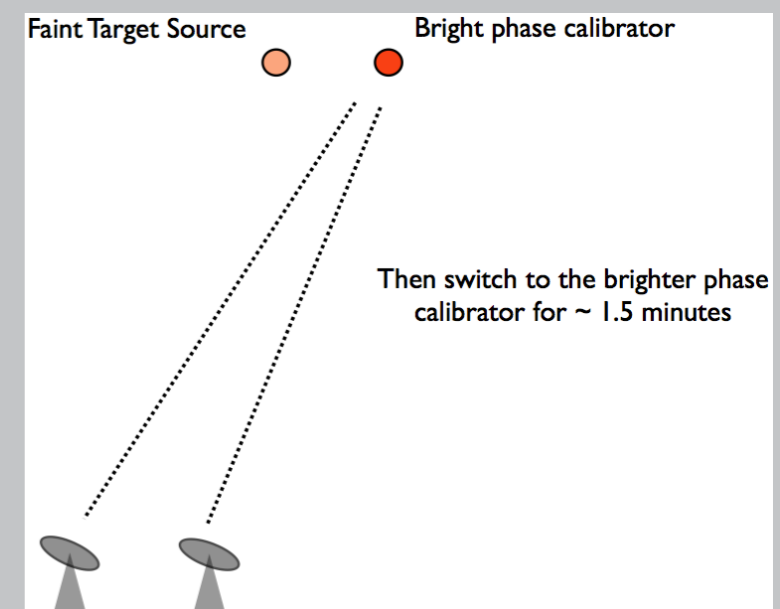 Faint Target Source
Bright phase calibrator
Then switch to the brighter phase
calibrator for ~ 1.5 minutes